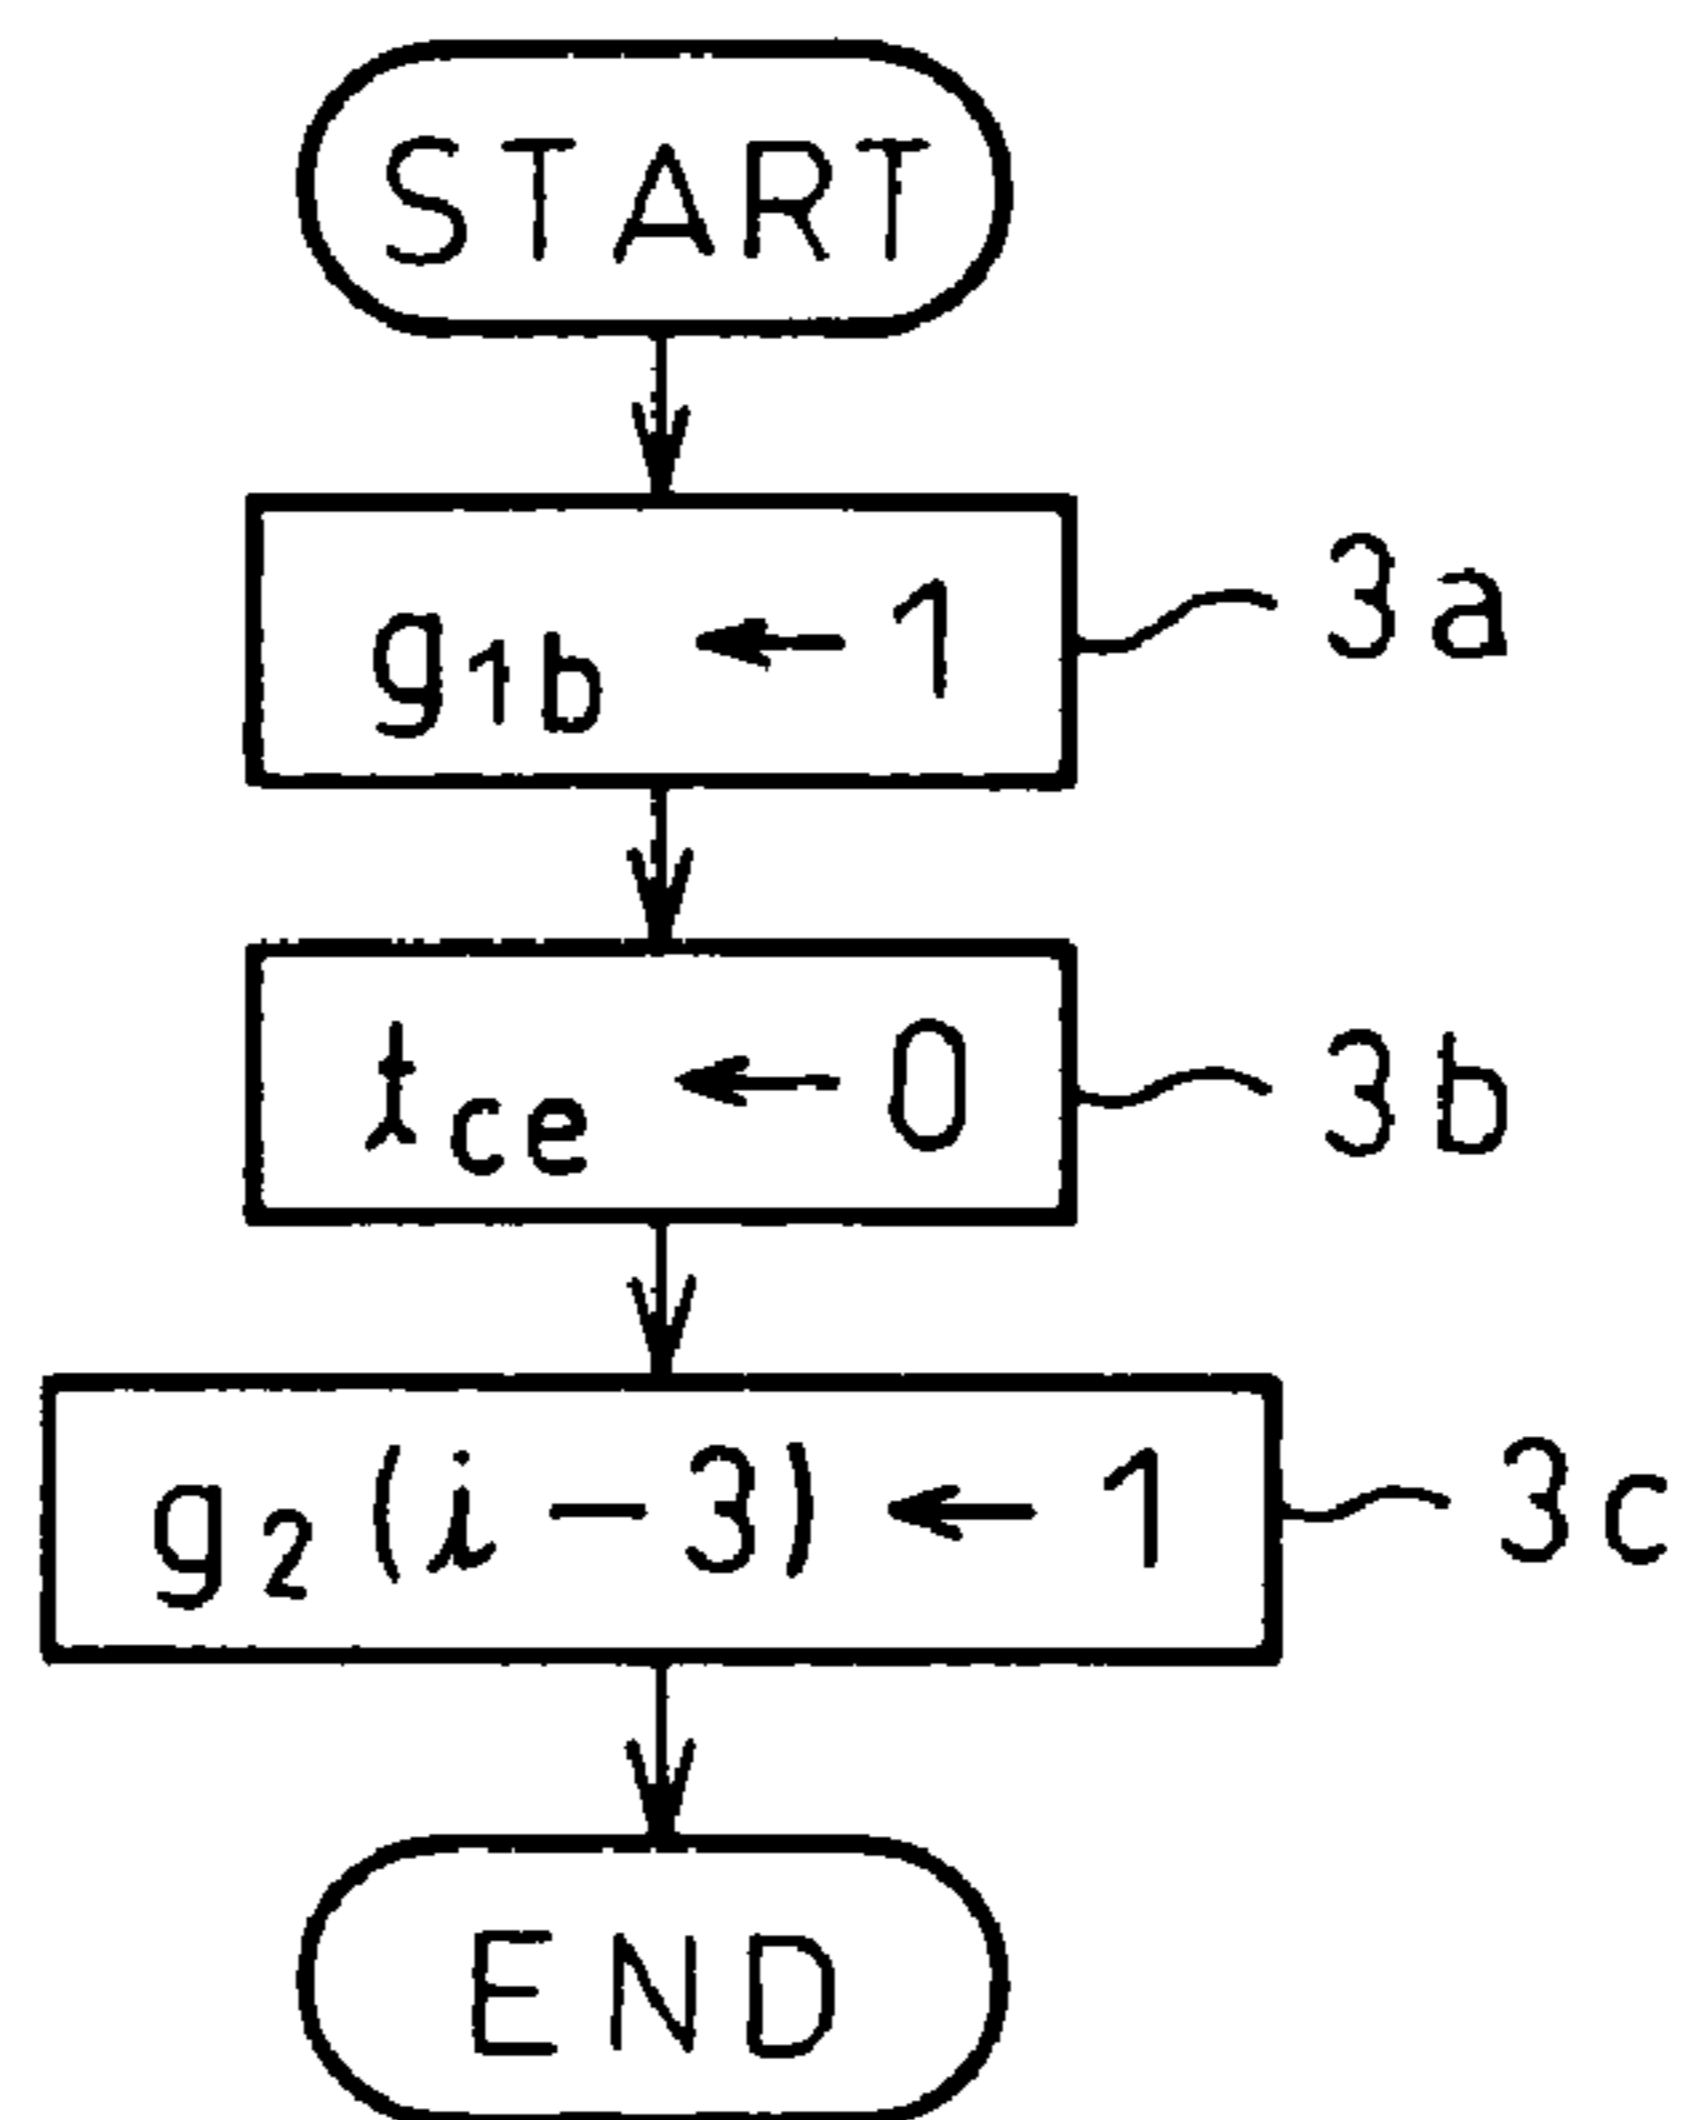 START
g1b ← 1
3a
tce ← 0
3b
g2 (i − 3) ← 1
3c
END